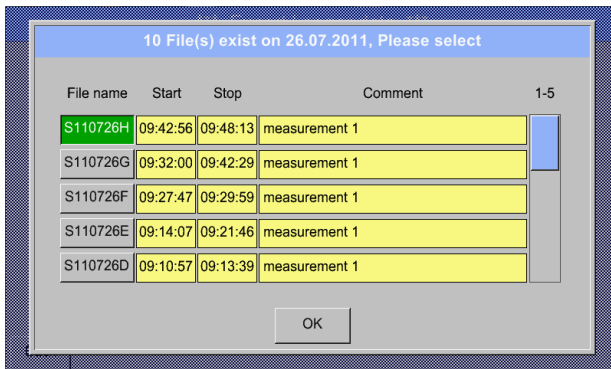 10 File(s) exist on 26.07.2011, Please select
File name Start Stop Comment 1-5
S110726H 09:42:56 09:48:13 measurement 1
S110726G 09:32:00 09:42:29 measurement 1
S110726F 09:27:47 09:29:59 measurement 1
S110726E 09:14:07 09:21:46 measurement 1
S110726D 09:10:57 09:13:39 measurement 1
OK